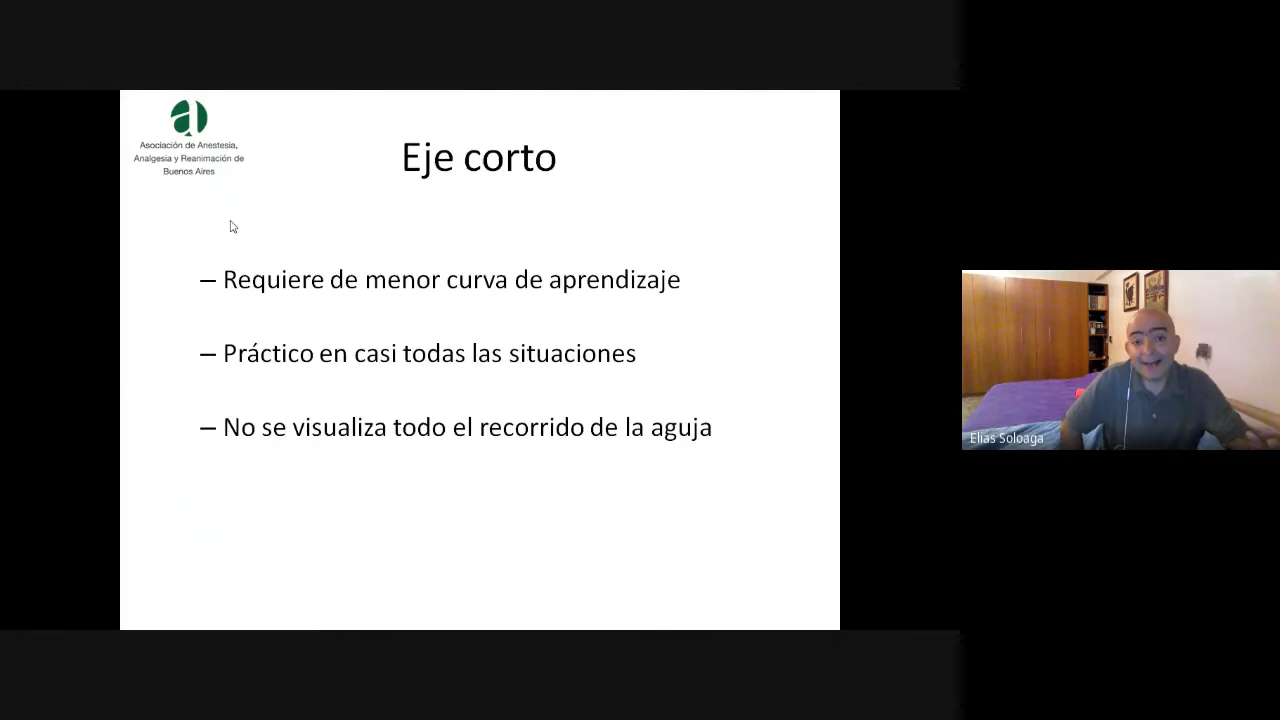 Asociación de Anestesia,
Analgesia y Reanimación de
Buenos Aires
Eje corto
– Requiere de menor curva de aprendizaje
– Práctico en casi todas las situaciones
– No se visualiza todo el recorrido de la aguja
Elias Soloaga